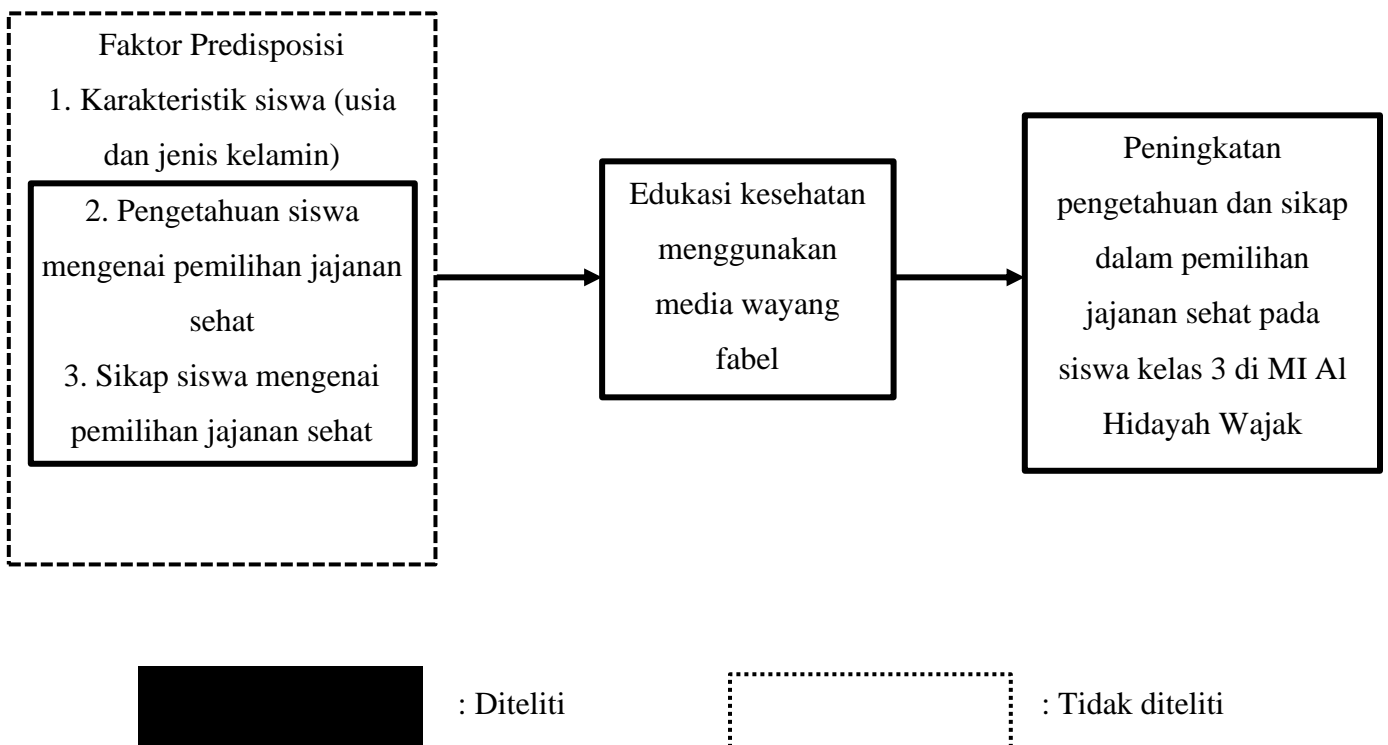 Faktor Predisposisi
1. Karakteristik siswa (usia
dan jenis kelamin)
2. Pengetahuan siswa
mengenai pemilihan jajanan
sehat
3. Sikap siswa mengenai
pemilihan jajanan sehat
Edukasi kesehatan
menggunakan
media wayang
fabel
Peningkatan
pengetahuan dan sikap
dalam pemilihan
jajanan sehat pada
siswa kelas 3 di MI Al
Hidayah Wajak
: Diteliti
: Tidak diteliti